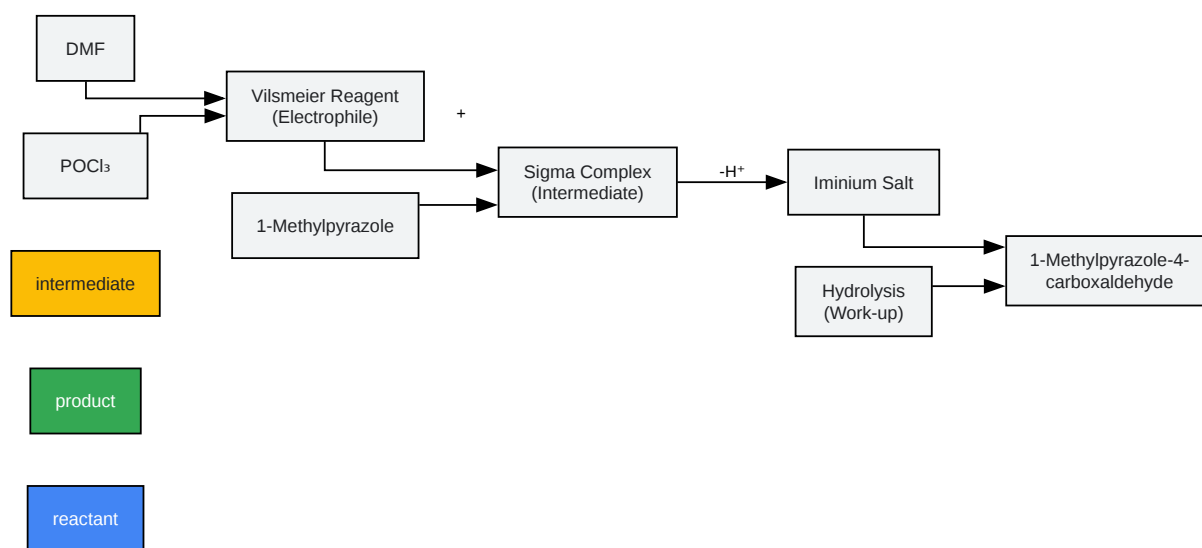 DMF
POCl₃
Vilsmeier Reagent
(Electrophile)
+
1-Methylpyrazole
Sigma Complex
(Intermediate)
-H⁺
Iminium Salt
Hydrolysis
(Work-up)
1-Methylpyrazole-4-
carboxaldehyde
intermediate
product
reactant